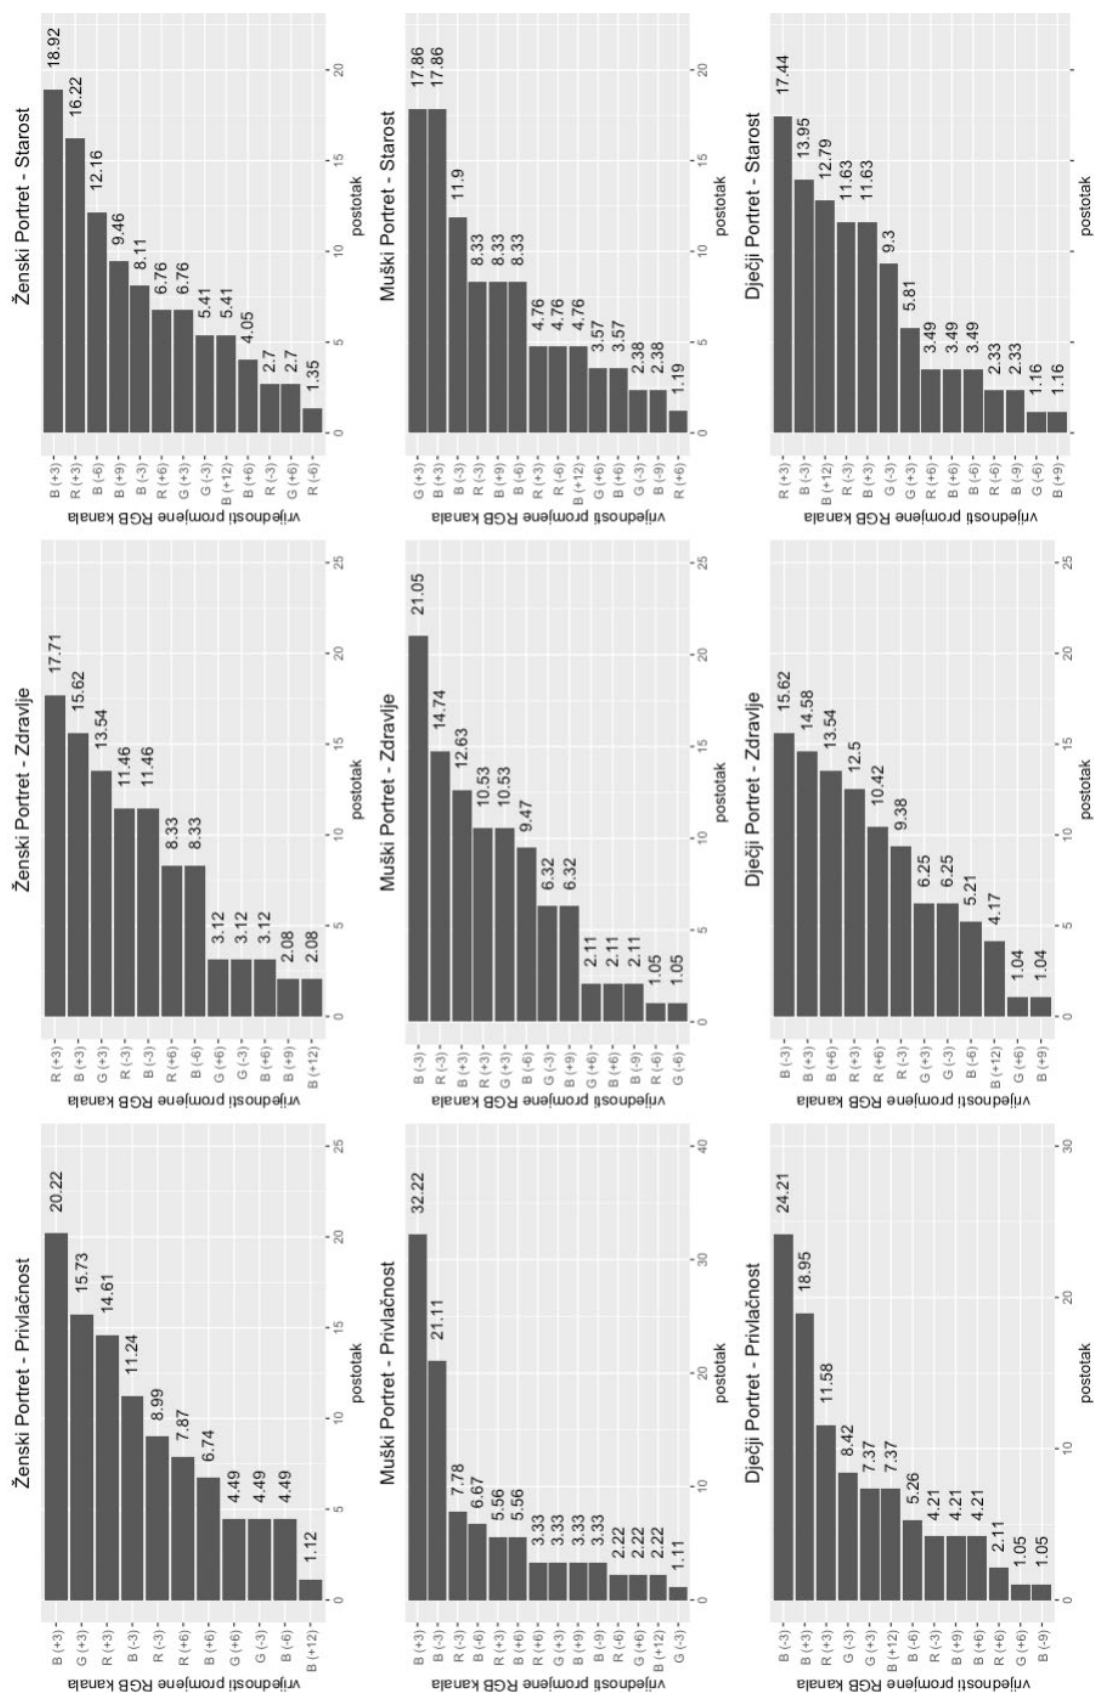 Ženski Portret - Privlačnost
vrijednosti promjene RGB kanala
B (+3) 20.22
G (+3) 15.73
R (+3) 14.61
B (-3) 11.24
R (-3) 8.99
R (+6) 7.87
B (+6) 6.74
G (+6) 4.49
G (-3) 4.49
B (-6) 4.49
B (+12) 1.12
0 5 10 15 20 25
postotak
Ženski Portret - Zdravlje
vrijednosti promjene RGB kanala
R (+3) 17.71
B (+3) 15.62
G (+3) 13.54
R (-3) 11.46
B (-3) 11.46
R (+6) 8.33
B (-6) 8.33
G (+6) 3.12
G (-3) 3.12
B (+6) 3.12
B (+9) 2.08
B (+12) 2.08
0 5 10 15 20 25
postotak
Ženski Portret - Starost
vrijednosti promjene RGB kanala
B (+3) 18.92
R (+3) 16.22
B (-6) 12.16
B (+9) 9.46
B (-3) 8.11
R (+6) 6.76
G (+3) 6.76
G (-3) 5.41
B (+12) 5.41
B (+6) 4.05
R (-3) 2.7
G (+6) 2.7
R (-6) 1.35
0 5 10 15 20
postotak
Muški Portret - Privlačnost
vrijednosti promjene RGB kanala
B (+3) 32.22
B (-3) 21.11
R (-3) 7.78
B (-6) 6.67
R (+3) 5.56
B (+6) 5.56
R (+6) 3.33
G (+3) 3.33
B (+9) 3.33
B (-9) 3.33
R (-6) 2.22
G (+6) 2.22
B (+12) 2.22
G (-3) 1.11
0 10 20 30 40
postotak
Muški Portret - Zdravlje
vrijednosti promjene RGB kanala
B (-3) 21.05
R (-3) 14.74
B (+3) 12.63
R (+3) 10.53
G (+3) 10.53
B (-6) 9.47
G (-3) 6.32
B (+9) 6.32
G (+6) 2.11
B (+6) 2.11
B (-9) 2.11
R (-6) 1.05
G (-6) 1.05
0 5 10 15 20 25
postotak
Muški Portret - Starost
vrijednosti promjene RGB kanala
G (+3) 17.86
B (+3) 17.86
B (-3) 11.9
R (-3) 8.33
B (+9) 8.33
B (-6) 8.33
R (+3) 4.76
R (-6) 4.76
B (+12) 4.76
G (+6) 3.57
B (+6) 3.57
G (-3) 2.38
B (-9) 2.38
R (+6) 1.19
0 5 10 15 20
postotak
Dječji Portret - Privlačnost
vrijednosti promjene RGB kanala
B (-3) 24.21
B (+3) 18.95
R (+3) 11.58
G (-3) 8.42
G (+3) 7.37
B (+12) 7.37
B (-6) 5.26
R (-3) 4.21
B (+9) 4.21
B (+6) 4.21
R (+6) 2.11
G (+6) 1.05
B (-9) 1.05
0 10 20 30
postotak
Dječji Portret - Zdravlje
vrijednosti promjene RGB kanala
B (-3) 15.62
B (+3) 14.58
B (+6) 13.54
R (+3) 12.5
R (+6) 10.42
R (-3) 9.38
G (+3) 6.25
G (-3) 6.25
B (-6) 5.21
B (+12) 4.17
G (+6) 1.04
B (+9) 1.04
0 5 10 15 20 25
postotak
Dječji Portret - Starost
vrijednosti promjene RGB kanala
R (+3) 17.44
B (-3) 13.95
B (+12) 12.79
R (-3) 11.63
B (+3) 11.63
G (-3) 9.3
G (+3) 5.81
R (+6) 3.49
B (+6) 3.49
B (-6) 3.49
R (-6) 2.33
B (-9) 2.33
G (-6) 1.16
B (+9) 1.16
0 5 10 15 20
postotak